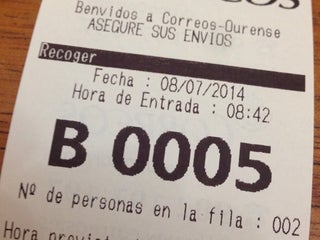 Benvidos a Correos-Ourense
ASEGURE SUS ENVIOS
Recoger
Fecha : 08/07/2014
Hora de Entrada : 08:42
B 0005
Nº de personas en la fila : 002
Hora